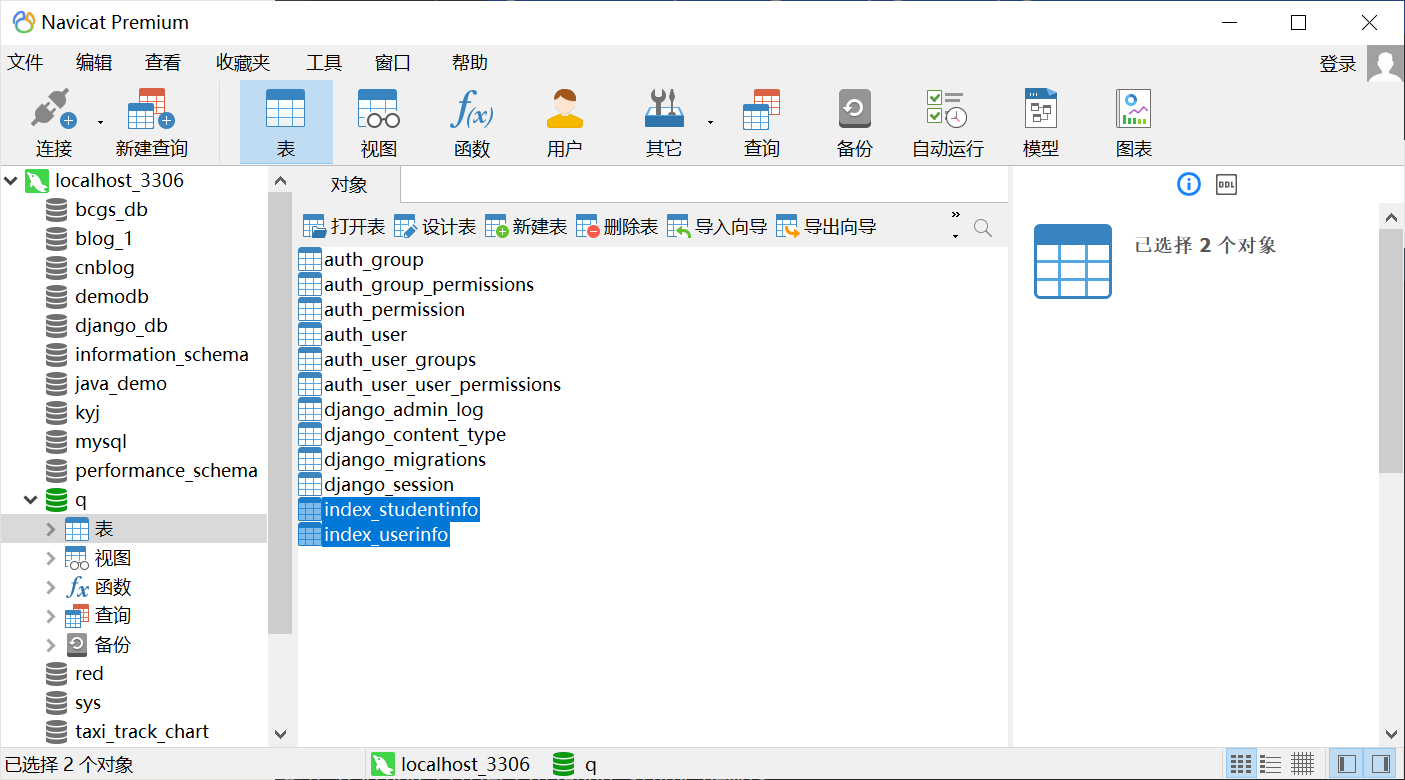 Navicat Premium
文件 编辑 查看 收藏夹 工具 窗口 帮助 登录
连接 新建查询 表 视图 函数 用户 其它 查询 备份 自动运行 模型 图表
localhost_3306
bcgs_db
blog_1
cnblog
demodb
django_db
information_schema
java_demo
kyj
mysql
performance_schema
q
表
视图
函数
查询
备份
red
sys
taxi_track_chart
对象
打开表 设计表 新建表 删除表 导入向导 导出向导 »
auth_group
auth_group_permissions
auth_permission
auth_user
auth_user_groups
auth_user_user_permissions
django_admin_log
django_content_type
django_migrations
django_session
index_studentinfo
index_userinfo
DDL
已选择 2 个对象
已选择 2 个对象 localhost_3306 q